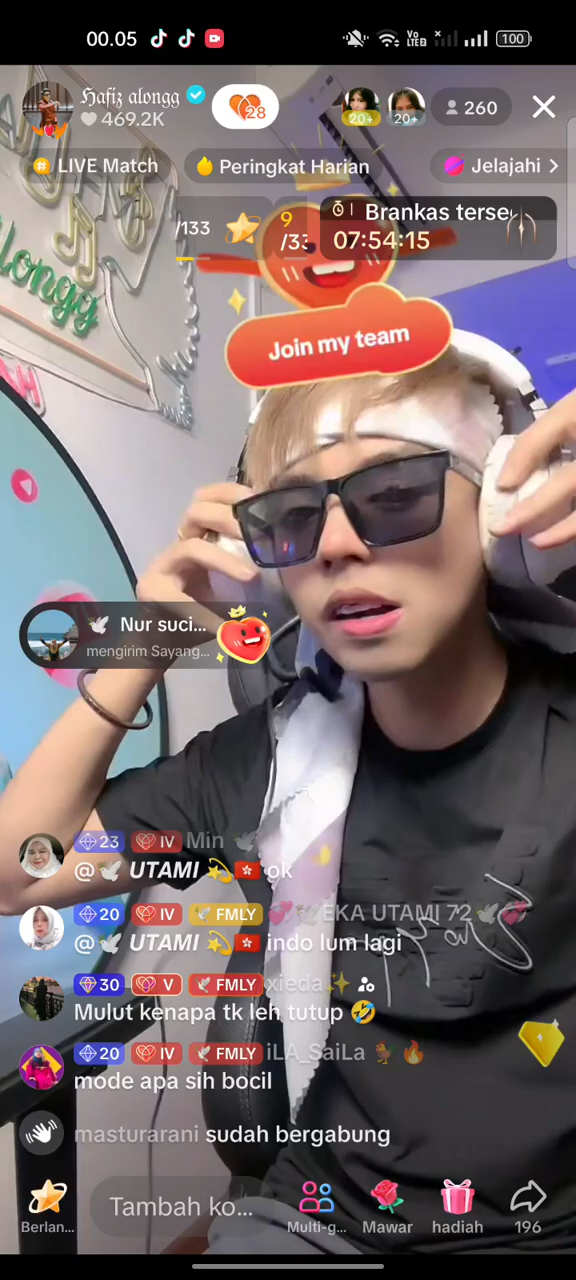 00.05
VoLTE2
100
Hafiz alongg
28
20+
20+
260
469.2K
LIVE Match
Peringkat Harian
Jelajahi
Brankas terse
/133
9
/33
07:54:15
alongg
Join my team
Nur suci...
mengirim Sayang...
23 IV Min
@🕊 UTAMI 💫🇭🇰 ok
20 IV FMLY 💞🕊EKA UTAMI 72🕊💞
@🕊 UTAMI 💫🇭🇰 indo lum lagi
30 V FMLY xieda✨
Mulut kenapa tk leh tutup 🤣
20 IV FMLY iLA_SaiLa 🐓 🔥
mode apa sih bocil
masturarani sudah bergabung
Berlan...
Tambah ko...
Multi-g...
Mawar
hadiah
196